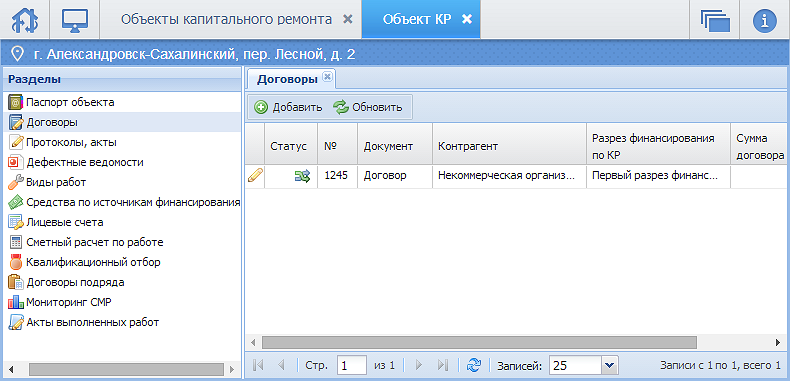 Объекты капитального ремонта
Объект КР
г. Александровск-Сахалинский, пер. Лесной, д. 2
Разделы
Паспорт объекта
Договоры
Протоколы, акты
Дефектные ведомости
Виды работ
Средства по источникам финансирования
Лицевые счета
Сметный расчет по работе
Квалификационный отбор
Договоры подряда
Мониторинг СМР
Акты выполненных работ
Договоры
Добавить Обновить
Статус № Документ Контрагент Разрез финансирования по КР Сумма договора
1245 Договор Некоммерческая организ... Первый разрез финанс...
Стр. 1 из 1 Записей: 25 Записи с 1 по 1, всего 1